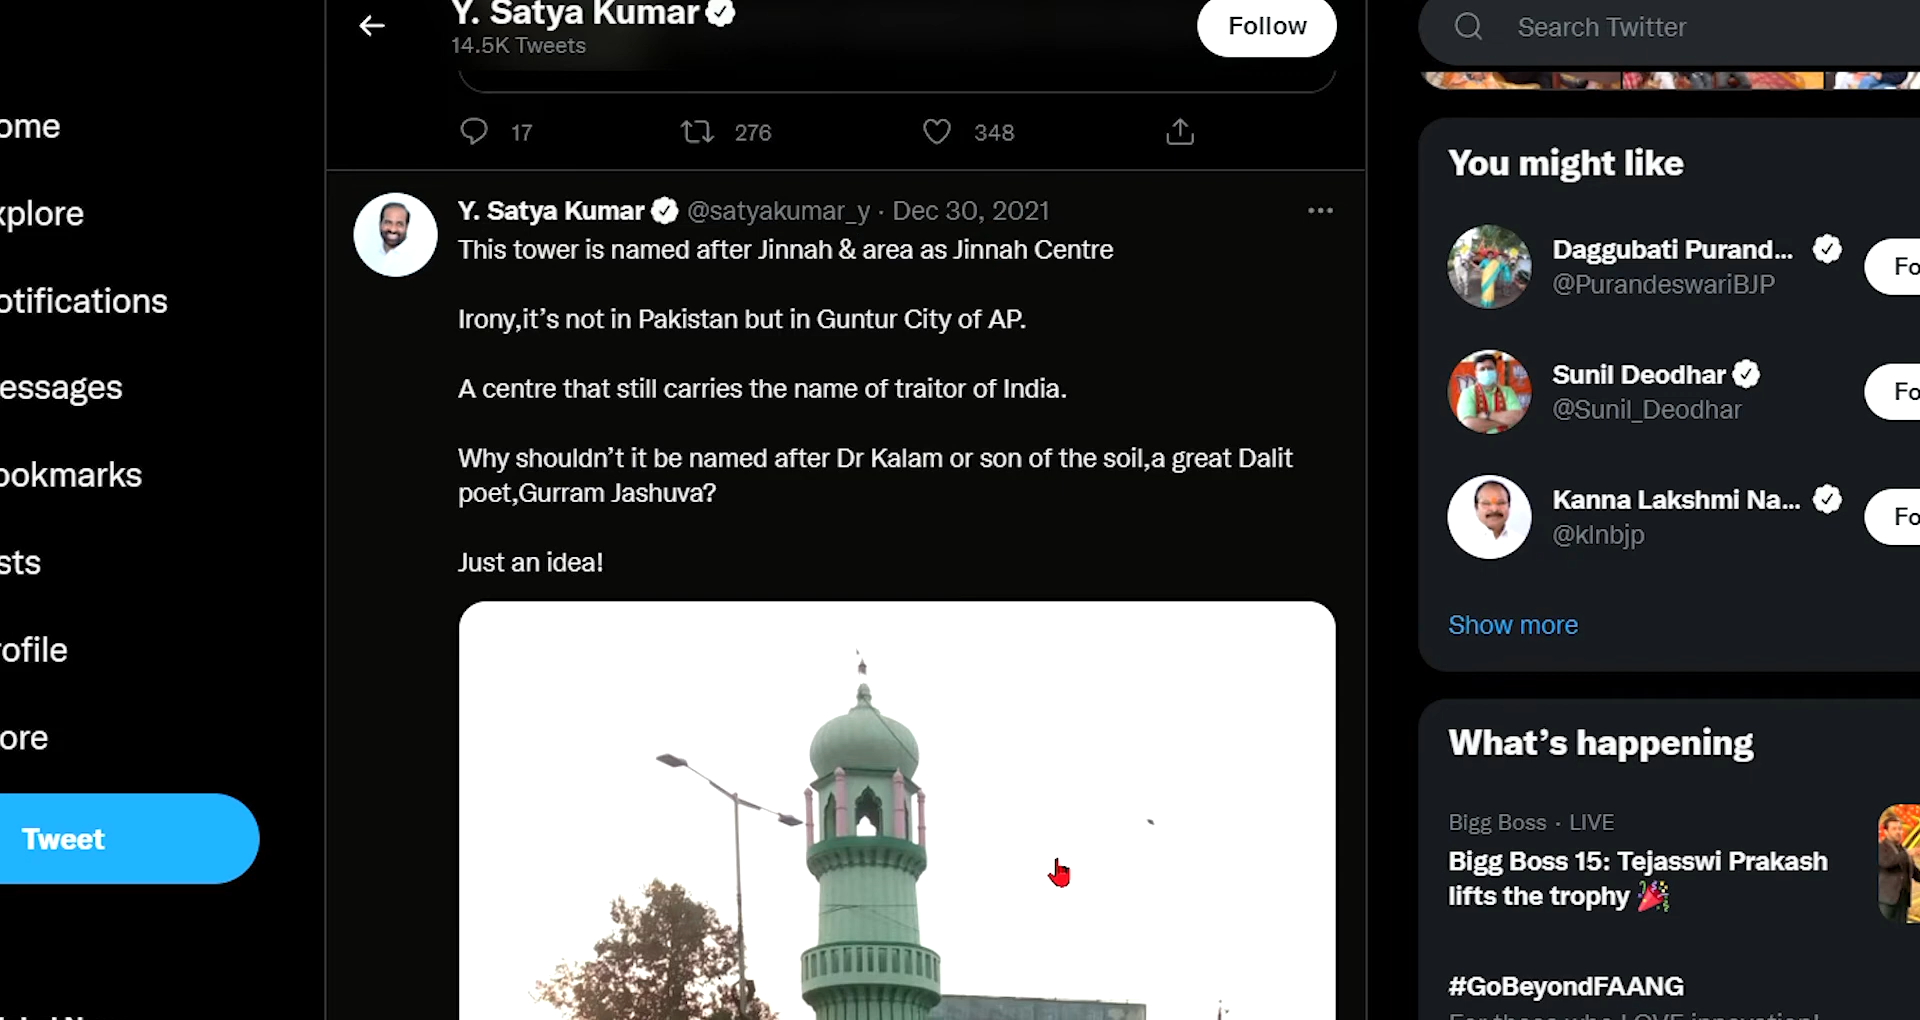 Y. Satya Kumar
14.5K Tweets
Follow
Search Twitter
ome
17
276
348
xplore
otifications
essages
ookmarks
sts
ofile
ore
Tweet
Y. Satya Kumar @satyakumar_y · Dec 30, 2021
This tower is named after Jinnah & area as Jinnah Centre
Irony,it's not in Pakistan but in Guntur City of AP.
A centre that still carries the name of traitor of India.
Why shouldn't it be named after Dr Kalam or son of the soil,a great Dalit
poet,Gurram Jashuva?
Just an idea!
You might like
Daggubati Purand...
@PurandeswariBJP
Fo
Sunil Deodhar
@Sunil_Deodhar
Fo
Kanna Lakshmi Na...
@klnbjp
Fo
Show more
What's happening
Bigg Boss · LIVE
Bigg Boss 15: Tejasswi Prakash
lifts the trophy 🎉
#GoBeyondFAANG